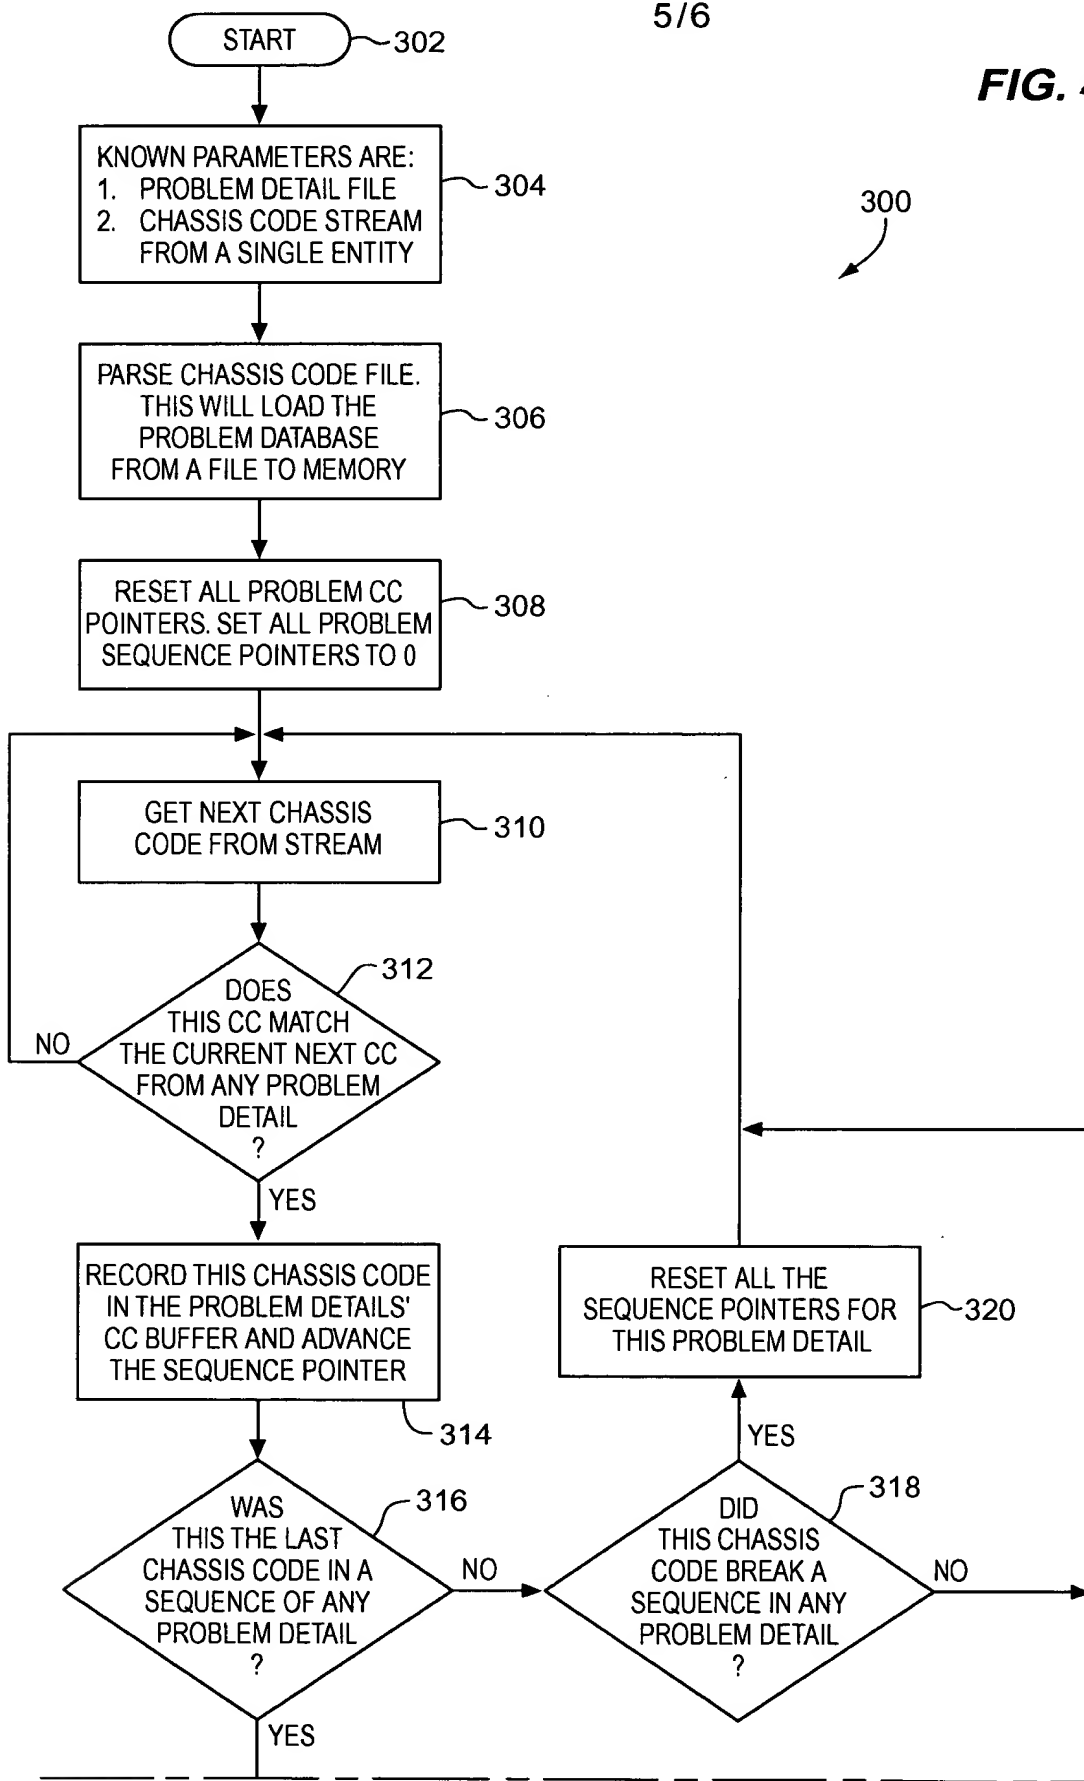 5/6
FIG. 4
START
302
KNOWN PARAMETERS ARE:
1. PROBLEM DETAIL FILE
2. CHASSIS CODE STREAM
FROM A SINGLE ENTITY
304
300
PARSE CHASSIS CODE FILE.
THIS WILL LOAD THE
PROBLEM DATABASE
FROM A FILE TO MEMORY
306
RESET ALL PROBLEM CC
POINTERS. SET ALL PROBLEM
SEQUENCE POINTERS TO 0
308
GET NEXT CHASSIS
CODE FROM STREAM
310
DOES
THIS CC MATCH
THE CURRENT NEXT CC
FROM ANY PROBLEM
DETAIL
?
312
NO
YES
RECORD THIS CHASSIS CODE
IN THE PROBLEM DETAILS'
CC BUFFER AND ADVANCE
THE SEQUENCE POINTER
314
RESET ALL THE
SEQUENCE POINTERS FOR
THIS PROBLEM DETAIL
320
YES
WAS
THIS THE LAST
CHASSIS CODE IN A
SEQUENCE OF ANY
PROBLEM DETAIL
?
316
NO
YES
DID
THIS CHASSIS
CODE BREAK A
SEQUENCE IN ANY
PROBLEM DETAIL
?
318
NO